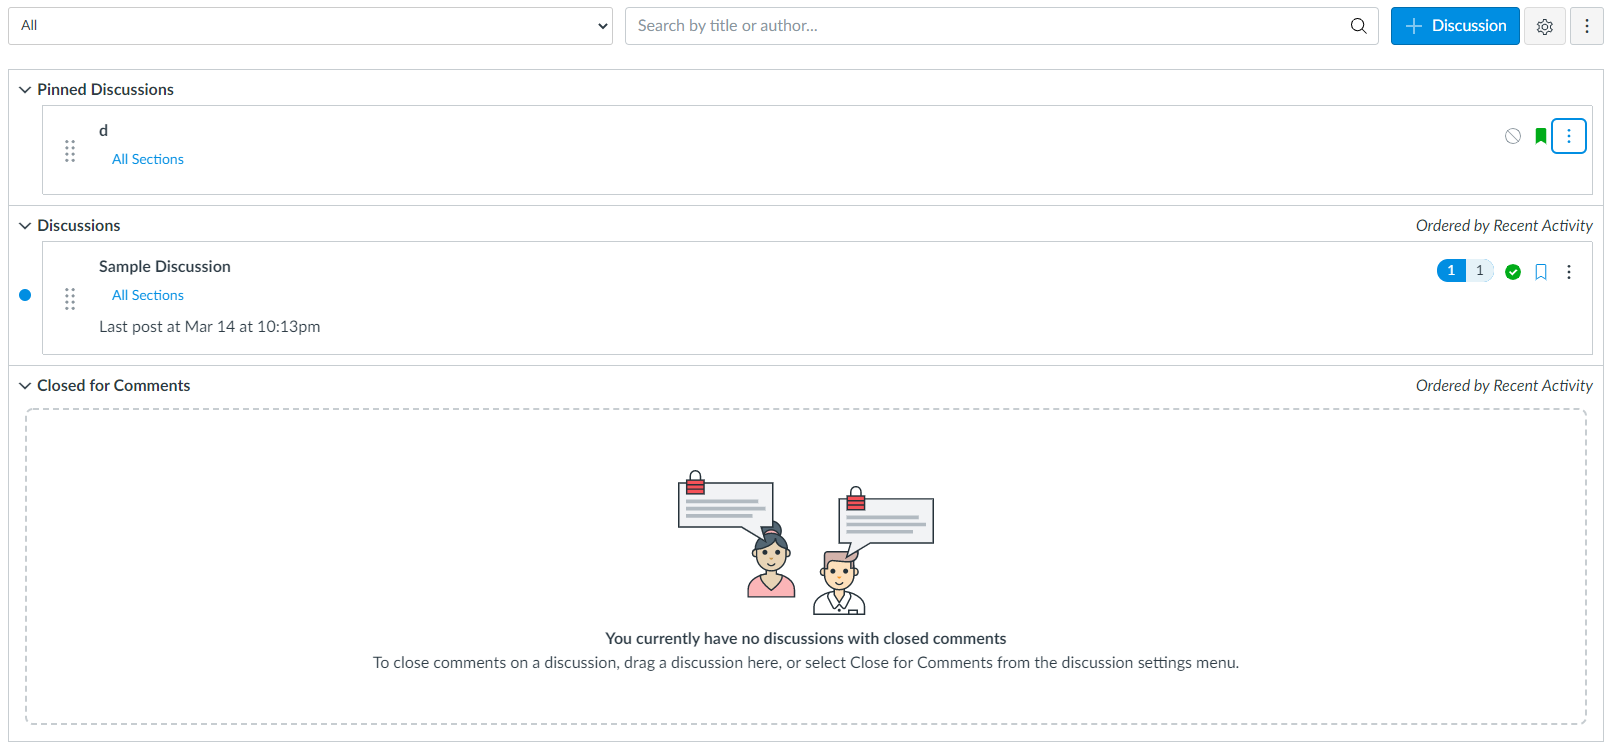 All
Search by title or author...
Discussion
Pinned Discussions
d
All Sections
Discussions
Ordered by Recent Activity
Sample Discussion
1 1
All Sections
Last post at Mar 14 at 10:13pm
Closed for Comments
Ordered by Recent Activity
You currently have no discussions with closed comments
To close comments on a discussion, drag a discussion here, or select Close for Comments from the discussion settings menu.